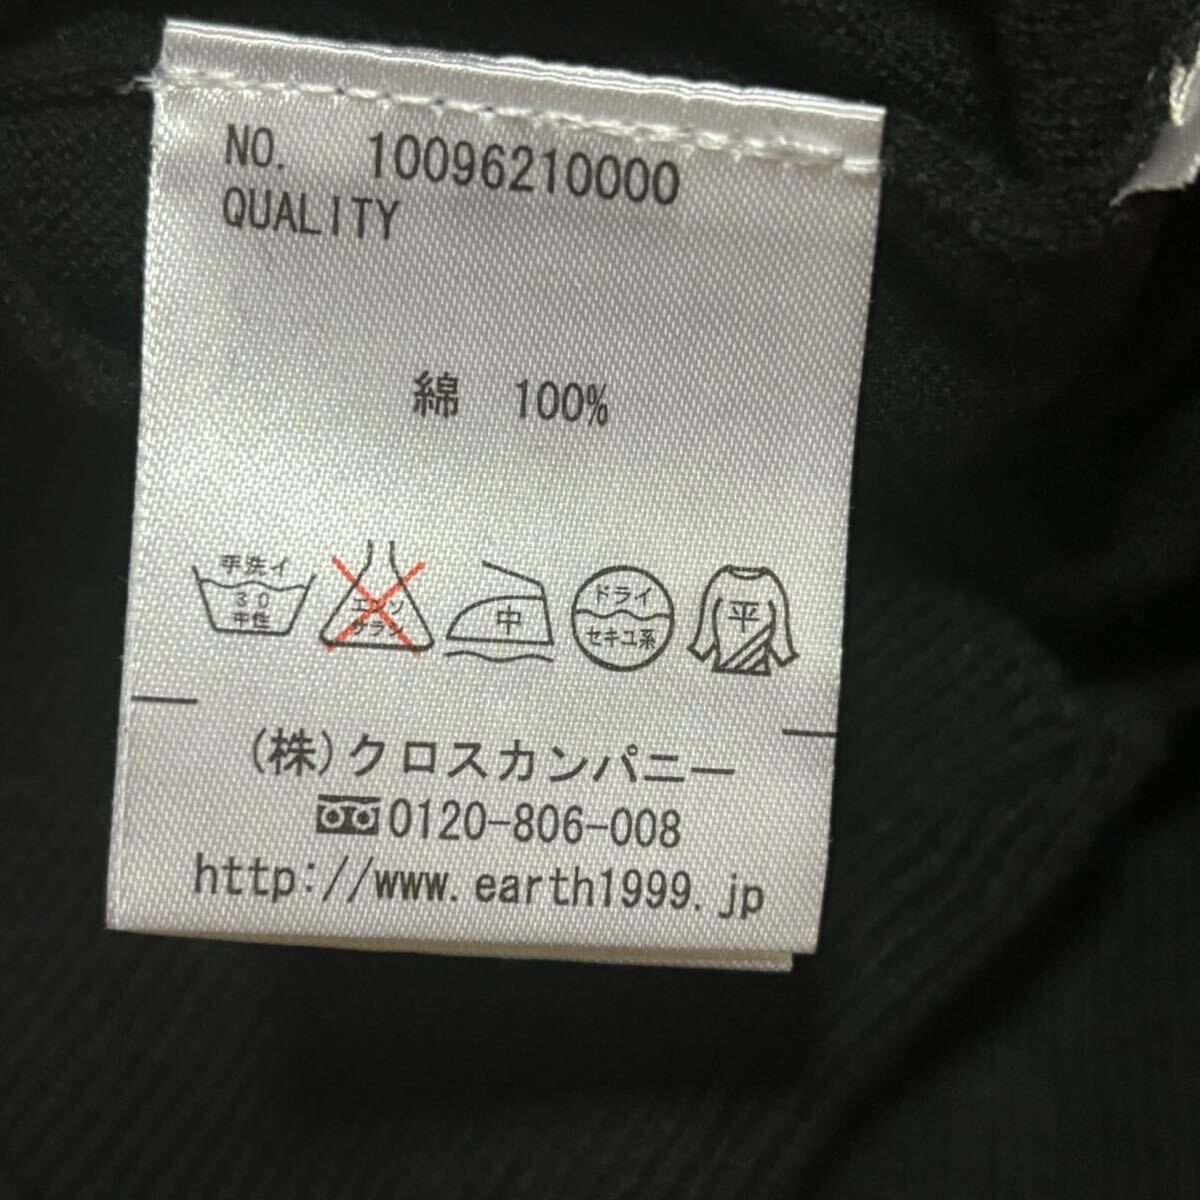 NO. 10096210000
QUALITY
綿 100%
手洗イ
30
中性
エンソ
サラシ
中
ドライ
セキユ系
平
(株)クロスカンパニー
0120-806-008
http://www.earth1999.jp